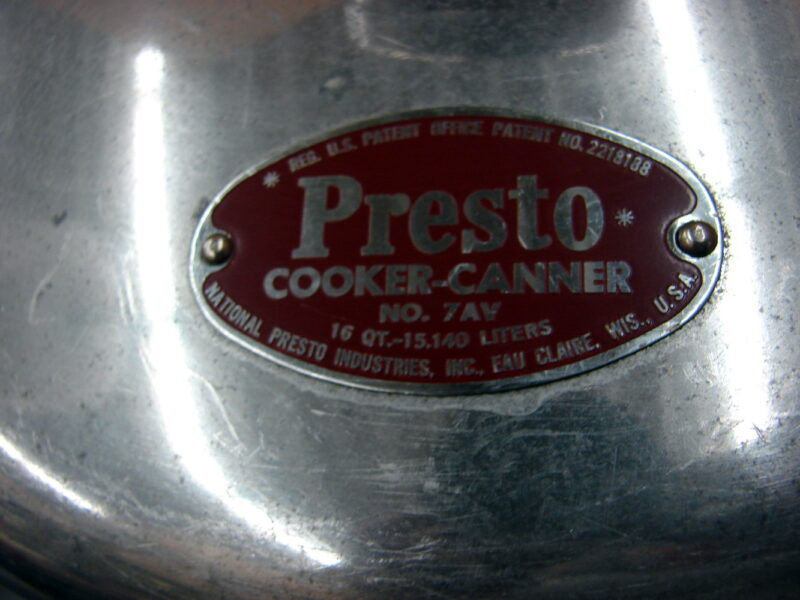 * REG. U.S. PATENT OFFICE PATENT NO. 2218188
Presto *
COOKER-CANNER
NO. 7AV
16 QT.-15.140 LITERS
NATIONAL PRESTO INDUSTRIES, INC., EAU CLAIRE, WIS., U.S.A.